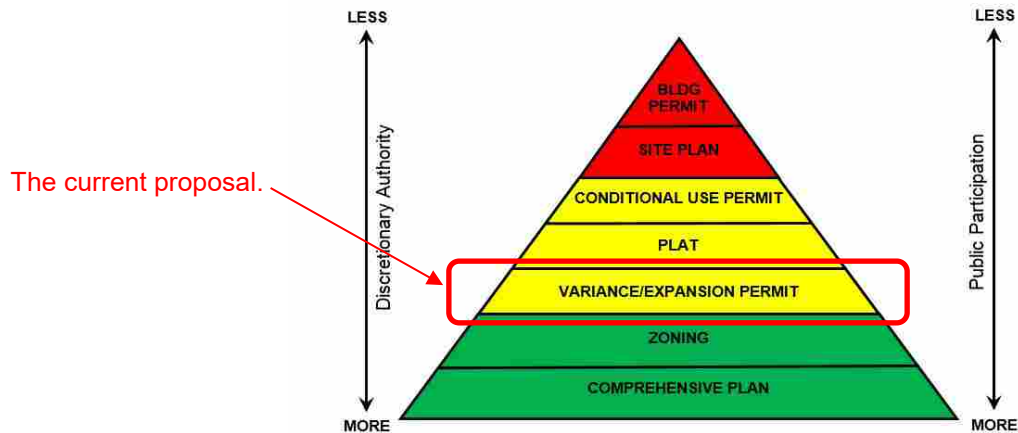 LESS
LESS
BLDG
PERMIT
SITE PLAN
The current proposal.
Discretionary Authority
CONDITIONAL USE PERMIT
PLAT
Public Participation
VARIANCE/EXPANSION PERMIT
ZONING
COMPREHENSIVE PLAN
MORE
MORE